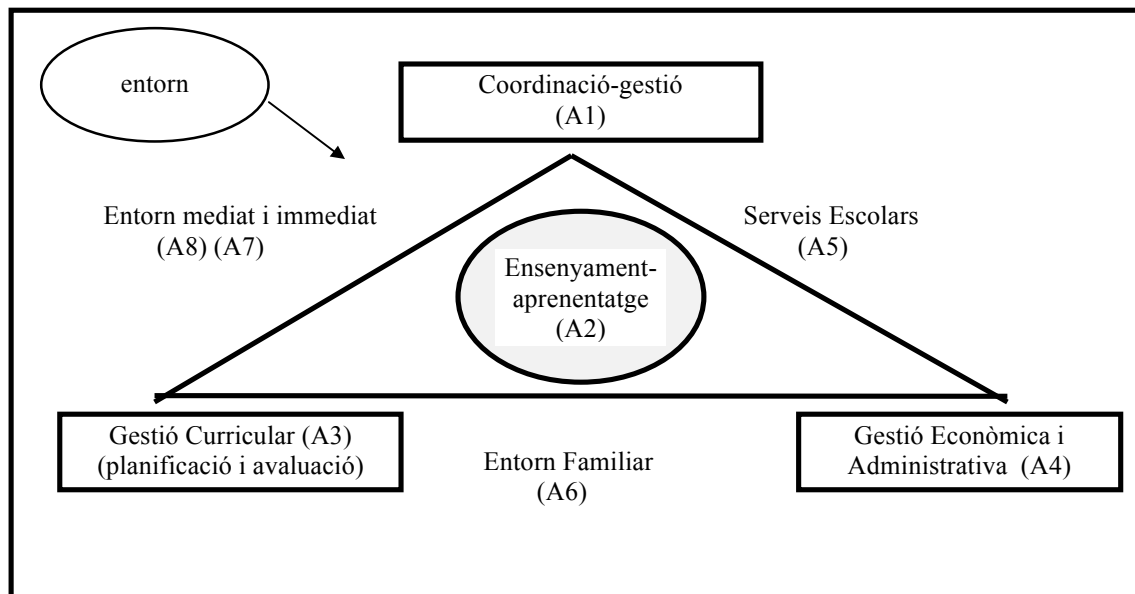 entorn
Coordinació-gestió
(A1)
Entorn mediat i immediat
(A8) (A7)
Serveis Escolars
(A5)
Ensenyament-
aprenentatge
(A2)
Gestió Curricular (A3)
(planificació i avaluació)
Entorn Familiar
(A6)
Gestió Econòmica i
Administrativa (A4)